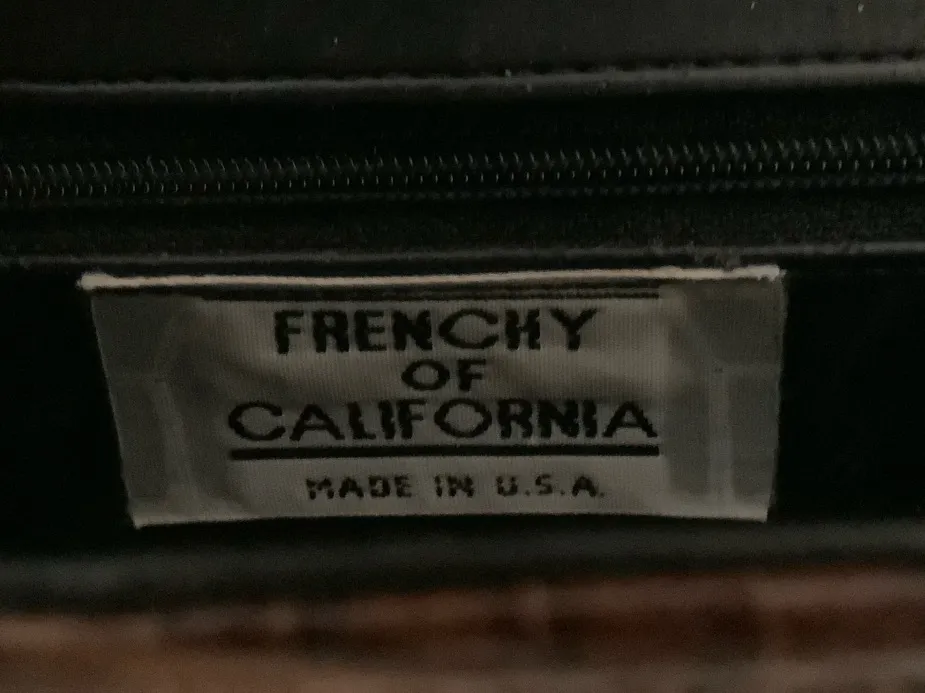 FRENCHY
OF
CALIFORNIA
MADE IN U.S.A.